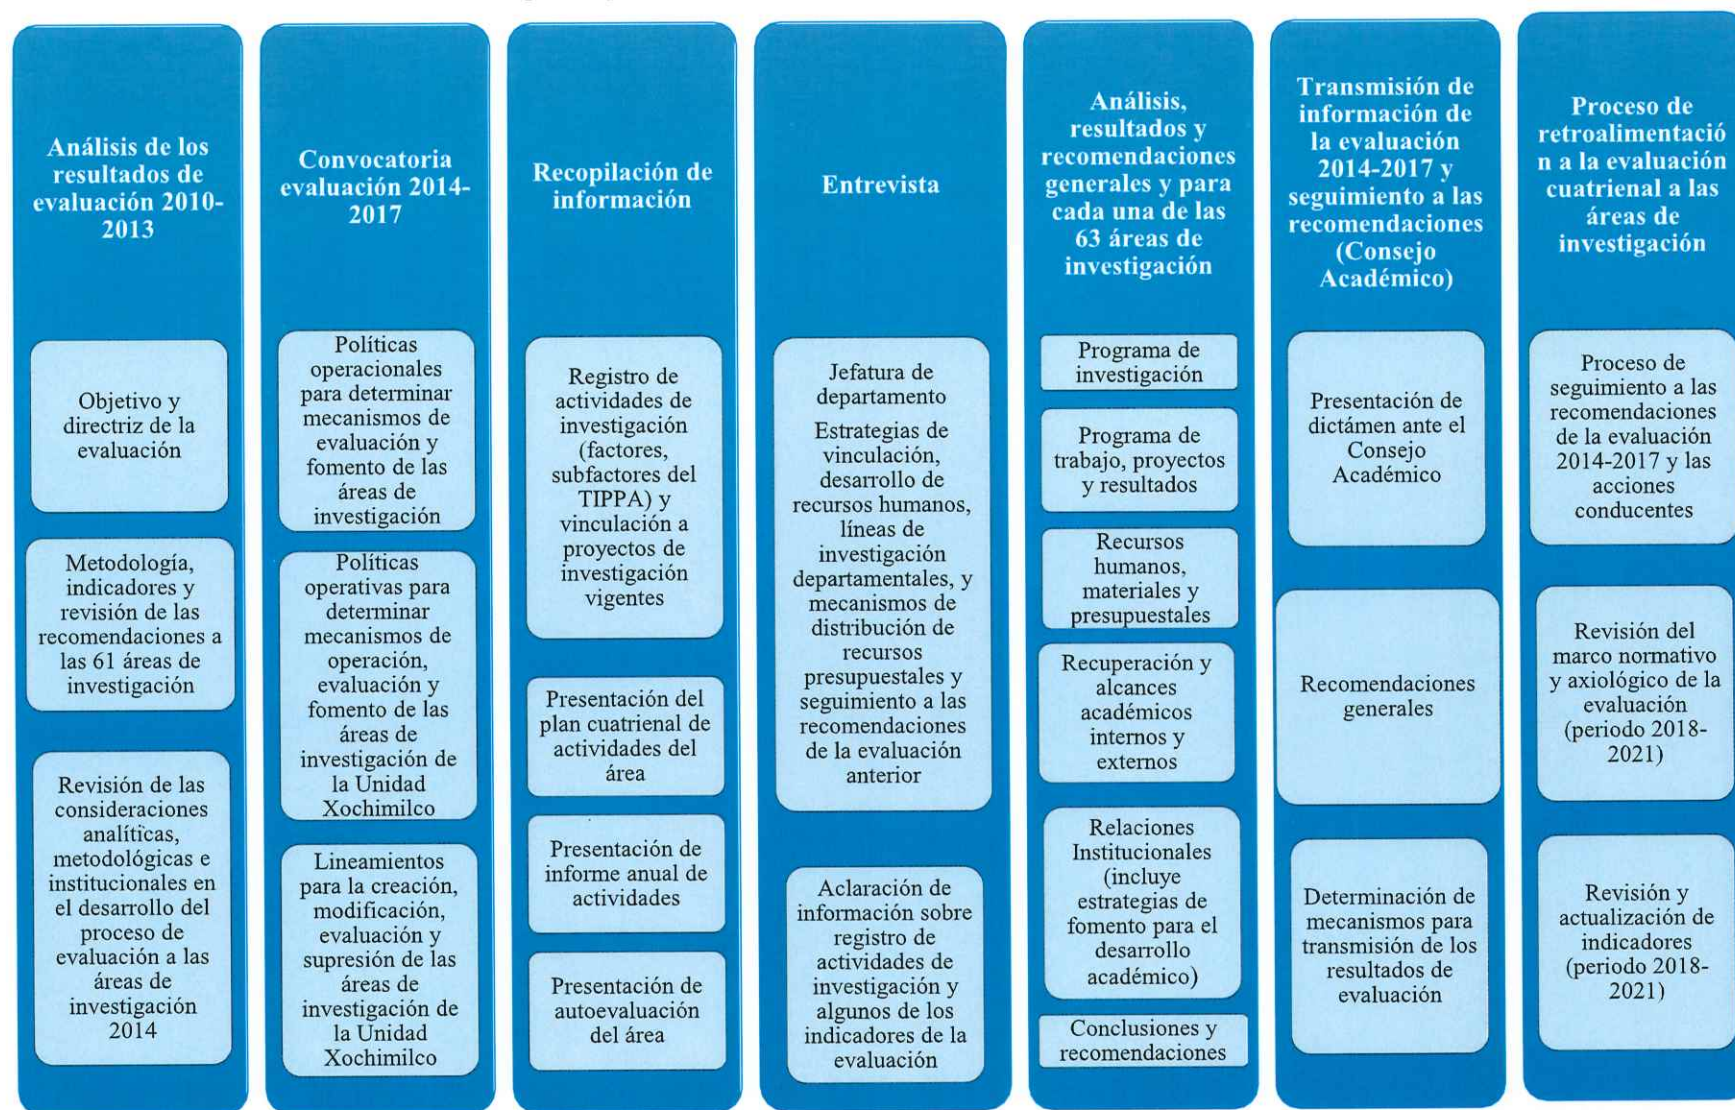 Análisis de los
resultados de
evaluación 2010-
2013
Objetivo y
directriz de la
evaluación
Metodología,
indicadores y
revisión de las
recomendaciones a
las 61 áreas de
investigación
Revisión de las
consideraciones
analíticas,
metodológicas e
institucionales en
el desarrollo del
proceso de
evaluación a las
áreas de
investigación
2014
Convocatoria
evaluación 2014-
2017
Políticas
operacionales
para determinar
mecanismos de
evaluación y
fomento de las
áreas de
investigación
Políticas
operativas para
determinar
mecanismos de
operación,
evaluación y
fomento de las
áreas de
investigación de
la Unidad
Xochimilco
Lineamientos
para la creación,
modificación,
evaluación y
supresión de las
áreas de
investigación de
la Unidad
Xochimilco
Recopilación de
información
Registro de
actividades de
investigación
(factores,
subfactores del
TIPPA) y
vinculación a
proyectos de
investigación
vigentes
Presentación del
plan cuatrienal de
actividades del
área
Presentación de
informe anual de
actividades
Presentación de
autoevaluación
del área
Entrevista
Jefatura de
departamento
Estrategias de
vinculación,
desarrollo de
recursos humanos,
líneas de
investigación
departamentales, y
mecanismos de
distribución de
recursos
presupuestales y
seguimiento a las
recomendaciones
de la evaluación
anterior
Aclaración de
información sobre
registro de
actividades de
investigación y
algunos de los
indicadores de la
evaluación
Análisis,
resultados y
recomendaciones
generales y para
cada una de las
63 áreas de
investigación
Programa de
investigación
Programa de
trabajo, proyectos
y resultados
Recursos
humanos,
materiales y
presupuestales
Recuperación y
alcances
académicos
internos y
externos
Relaciones
Institucionales
(incluye
estrategias de
fomento para el
desarrollo
académico)
Conclusiones y
recomendaciones
Transmisión de
información de
la evaluación
2014-2017 y
seguimiento a las
recomendaciones
(Consejo
Académico)
Presentación de
dictámen ante el
Consejo
Académico
Recomendaciones
generales
Determinación de
mecanismos para
transmisión de los
resultados de
evaluación
Proceso de
retroalimentació
n a la evaluación
cuatrienal a las
áreas de
investigación
Proceso de
seguimiento a las
recomendaciones
de la evaluación
2014-2017 y las
acciones
conducentes
Revisión del
marco normativo
y axiológico de la
evaluación
(periodo 2018-
2021)
Revisión y
actualización de
indicadores
(periodo 2018-
2021)